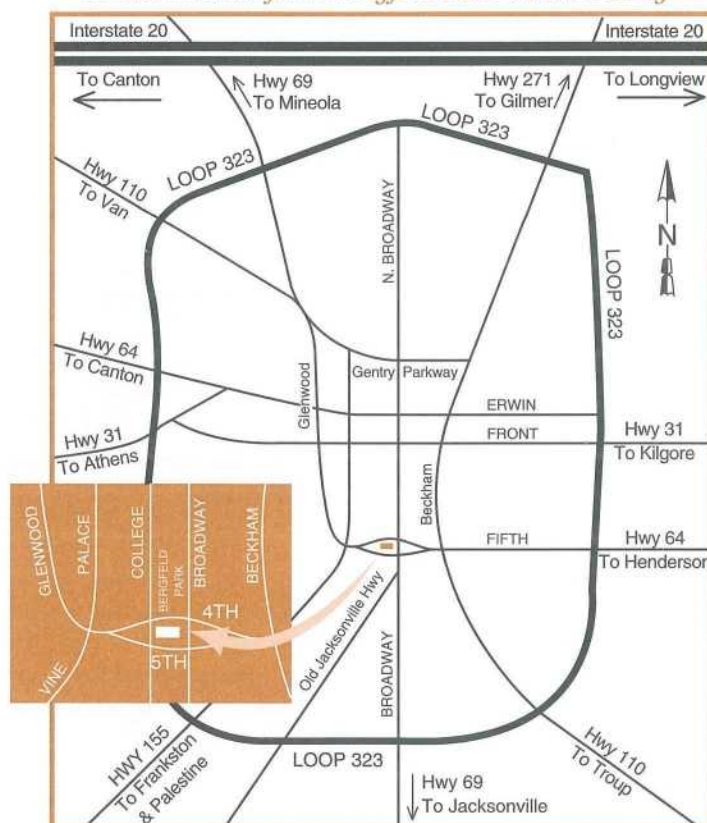 Interstate 20
Interstate 20
To Canton
Hwy 69
To Mineola
Hwy 271
To Gilmer
To Longview
LOOP 323
LOOP 323
Hwy 110
To Van
N. BROADWAY
N
LOOP 323
Hwy 64
To Canton
Glenwood
Gentry
Parkway
ERWIN
FRONT
Hwy 31
To Athens
Hwy 31
To Kilgore
Beckham
FIFTH
Hwy 64
To Henderson
GLENWOOD
PALACE
COLLEGE
BERGFELD
PARK
BROADWAY
BECKHAM
4TH
5TH
VINE
Old Jacksonville Hwy
BROADWAY
HWY 155
To Frankston
& Palestine
LOOP 323
Hwy 69
To Jacksonville
Hwy 110
To Troup